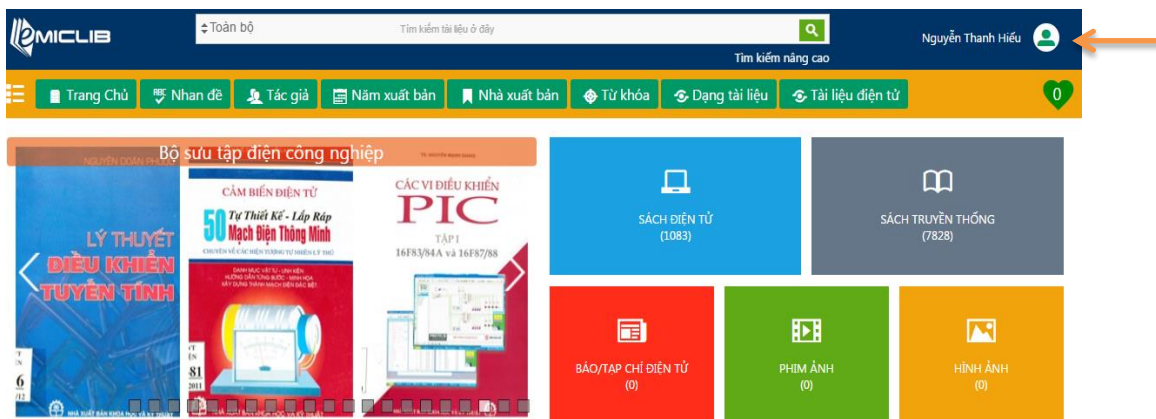 EMICLIB
Toàn bộ
Tìm kiếm tài liệu ở đây
Nguyễn Thanh Hiếu
Tìm kiếm nâng cao
Trang Chủ
Nhan đề
Tác giả
Năm xuất bản
Nhà xuất bản
Từ khóa
Dạng tài liệu
Tài liệu điện tử
0
Bộ sưu tập điện công nghiệp
LÝ THUYẾT
ĐIỀU KHIỂN
TUYẾN TÍNH
CẢM BIẾN ĐIỆN TỬ
50 Tự Thiết Kế - Lắp Ráp
Mạch Điện Thông Minh
CÁC VI ĐIỀU KHIỂN
PIC
TẬP I
16F83/84A và 16F87/88
SÁCH ĐIỆN TỬ
(1083)
SÁCH TRUYỀN THỐNG
(7828)
BÁO/TẠP CHÍ ĐIỆN TỬ
(0)
PHIM ẢNH
(0)
HÌNH ẢNH
(0)